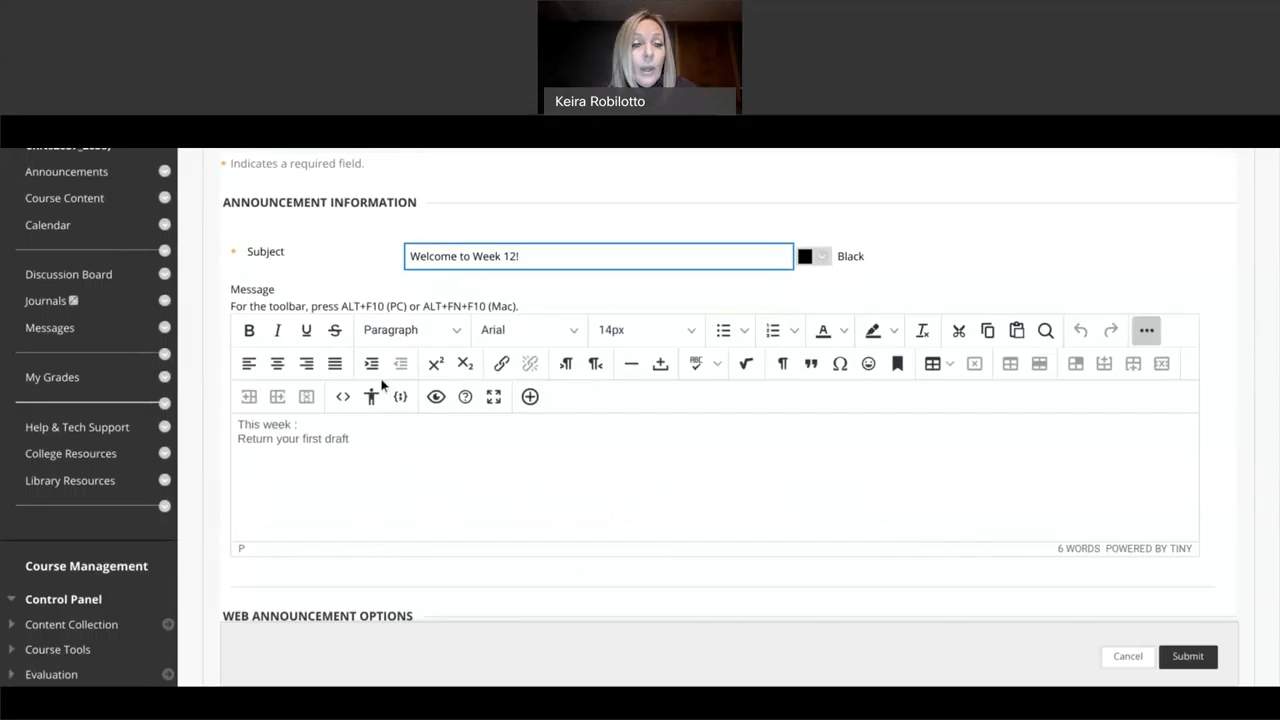 Keira Robilotto
Announcements
Course Content
Calendar
Discussion Board
Journals
Messages
My Grades
Help & Tech Support
College Resources
Library Resources
Course Management
Control Panel
Content Collection
Course Tools
Evaluation
* Indicates a required field.
ANNOUNCEMENT INFORMATION
* Subject
Welcome to Week 12!
Black
Message
For the toolbar, press ALT+F10 (PC) or ALT+FN+F10 (Mac).
B I U S Paragraph Arial 14px
This week :
Return your first draft
P
6 WORDS POWERED BY TINY
WEB ANNOUNCEMENT OPTIONS
Cancel
Submit